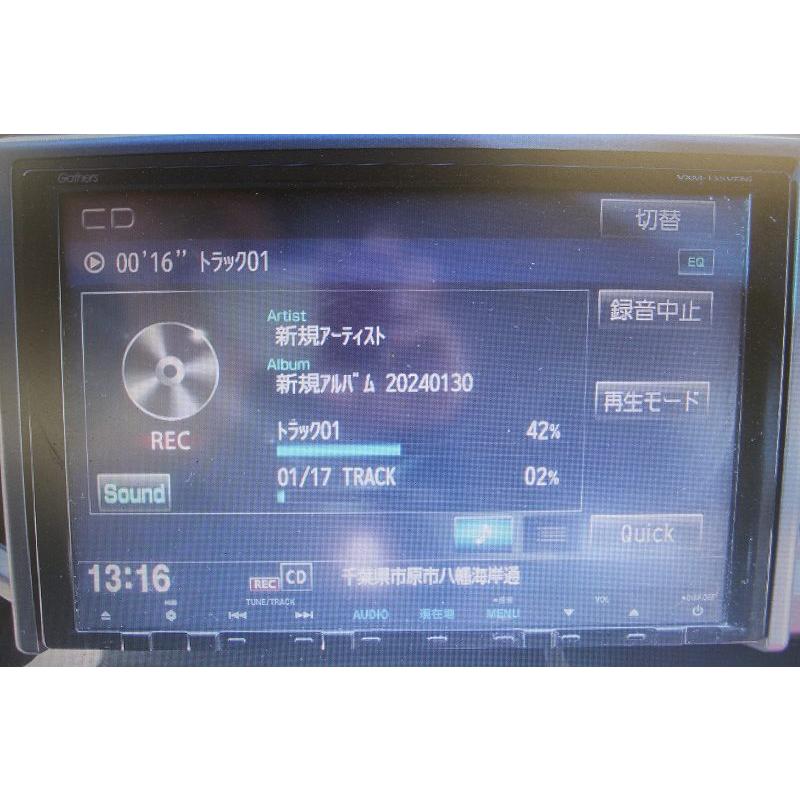 Gathers
CD
切替
00'16" トラック01
EQ
録音中止
Artist
新規アーティスト
Album
新規アルバム 20240130
再生モード
REC
トラック01 42%
01/17 TRACK 02%
Sound
Quick
13:16
REC CD
千葉県市原市八幡海岸通
TUNE/TRACK
VOL
AUDIO
現在地
MENU